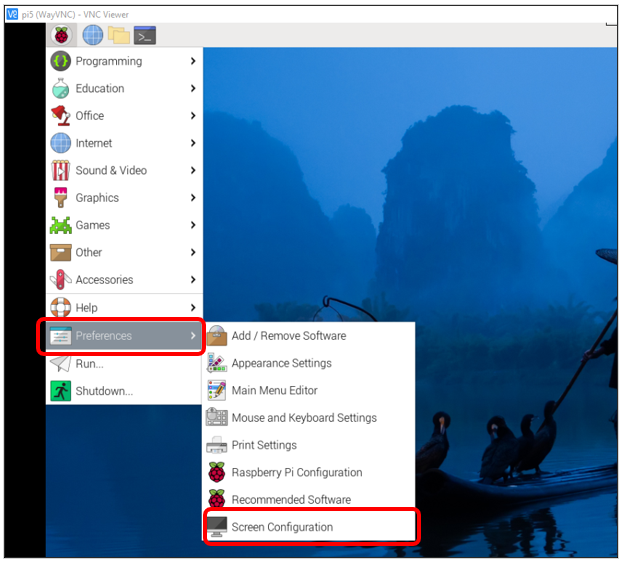 pi5 (WayVNC) - VNC Viewer
Programming
Education
Office
Internet
Sound & Video
Graphics
Games
Other
Accessories
Help
Preferences
Run...
Shutdown...
Add / Remove Software
Appearance Settings
Main Menu Editor
Mouse and Keyboard Settings
Print Settings
Raspberry Pi Configuration
Recommended Software
Screen Configuration